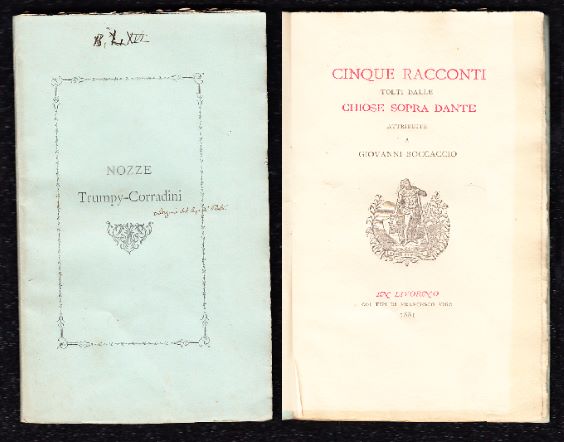 NOZZE
Trumpy-Corradini
CINQUE RACCONTI
TOLTI DALLE
CHIOSE SOPRA DANTE
ATTRIBUITE
A
GIOVANNI BOCCACCIO
IN LIVORNO
COI TIPI DI FRANCESCO VIGO
1881